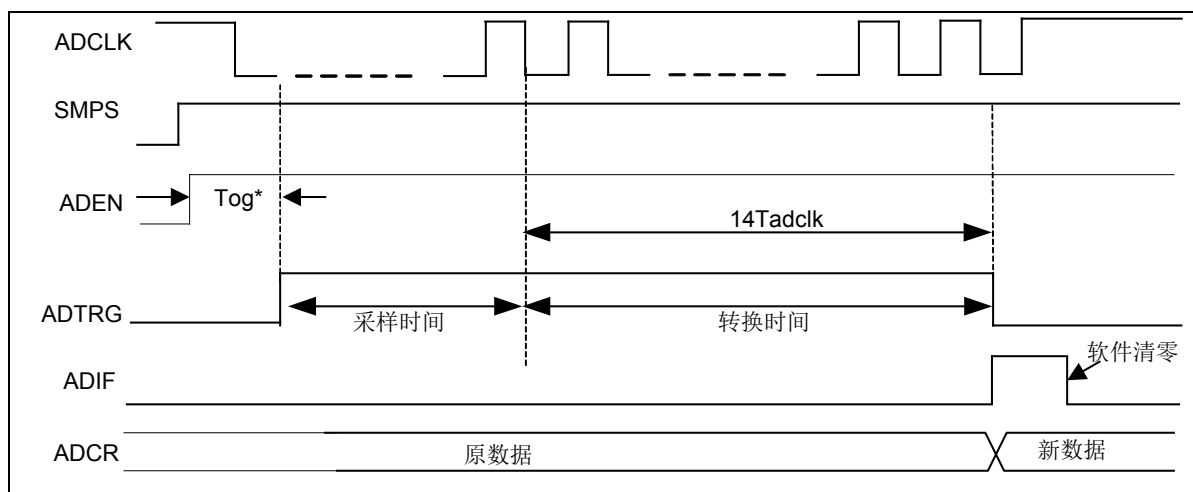 ADCLK
SMPS
ADEN
Tog*
14Tadclk
ADTRG
采样时间
转换时间
ADIF
软件清零
ADCR
原数据
新数据